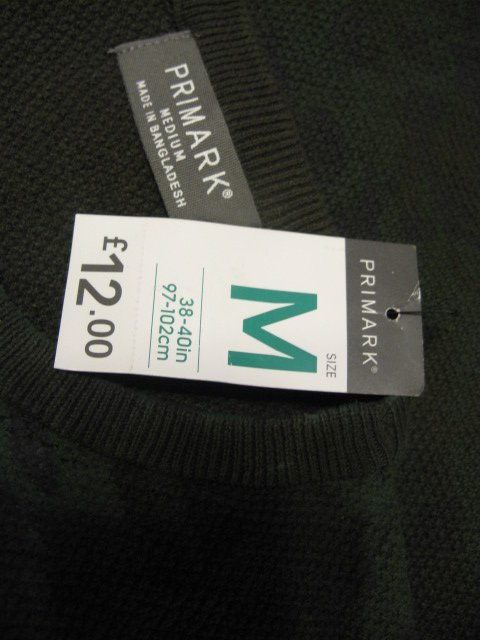 PRIMARK®
MEDIUM
MADE IN BANGLADESH
PRIMARK®
SIZE
M
38-40in
97-102cm
£12.00